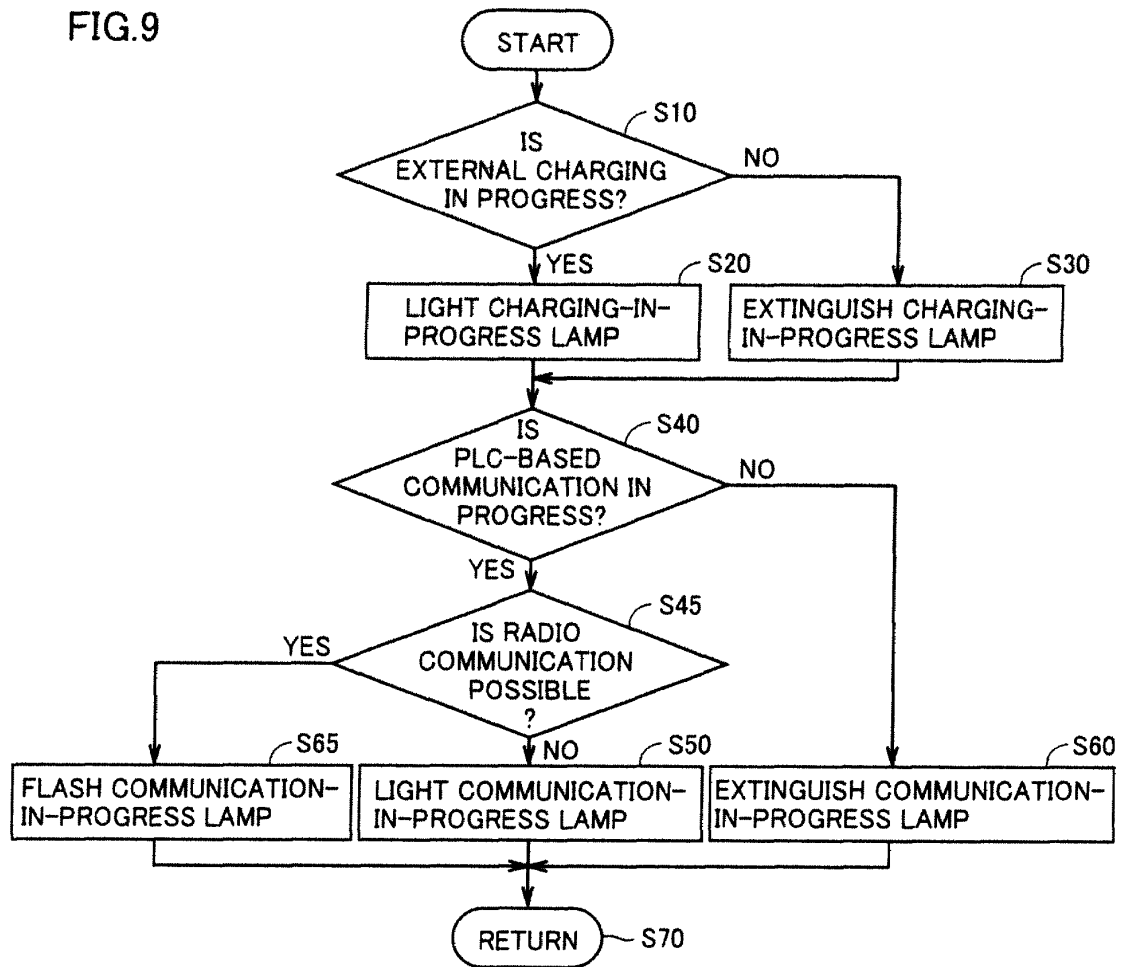 FIG.9
START
S10
IS
EXTERNAL CHARGING
IN PROGRESS?
NO
YES
S20
LIGHT CHARGING-IN-
PROGRESS LAMP
S30
EXTINGUISH CHARGING-
IN-PROGRESS LAMP
S40
IS
PLC-BASED
COMMUNICATION IN
PROGRESS?
NO
YES
S45
IS RADIO
COMMUNICATION
POSSIBLE
?
YES
NO
S65
FLASH COMMUNICATION-
IN-PROGRESS LAMP
S50
LIGHT COMMUNICATION-
IN-PROGRESS LAMP
S60
EXTINGUISH COMMUNICATION-
IN-PROGRESS LAMP
RETURN
S70